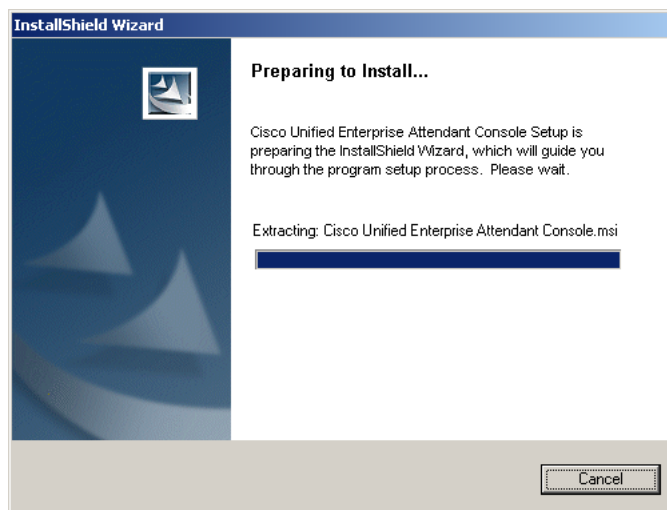 InstallShield Wizard
Preparing to Install...
Cisco Unified Enterprise Attendant Console Setup is
preparing the InstallShield Wizard, which will guide you
through the program setup process. Please wait.
Extracting: Cisco Unified Enterprise Attendant Console.msi
Cancel